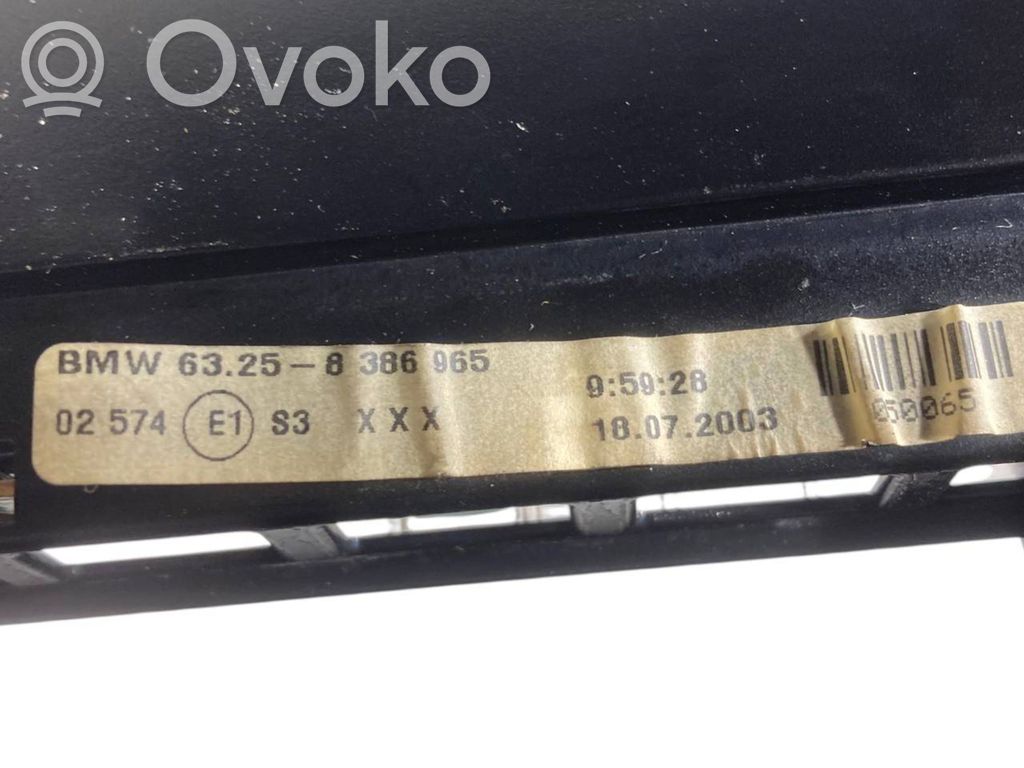 Ovoko
BMW 63.25-8 386 965
02 574 E1 S3 X X X
9:59:28
18.07.2003
050065